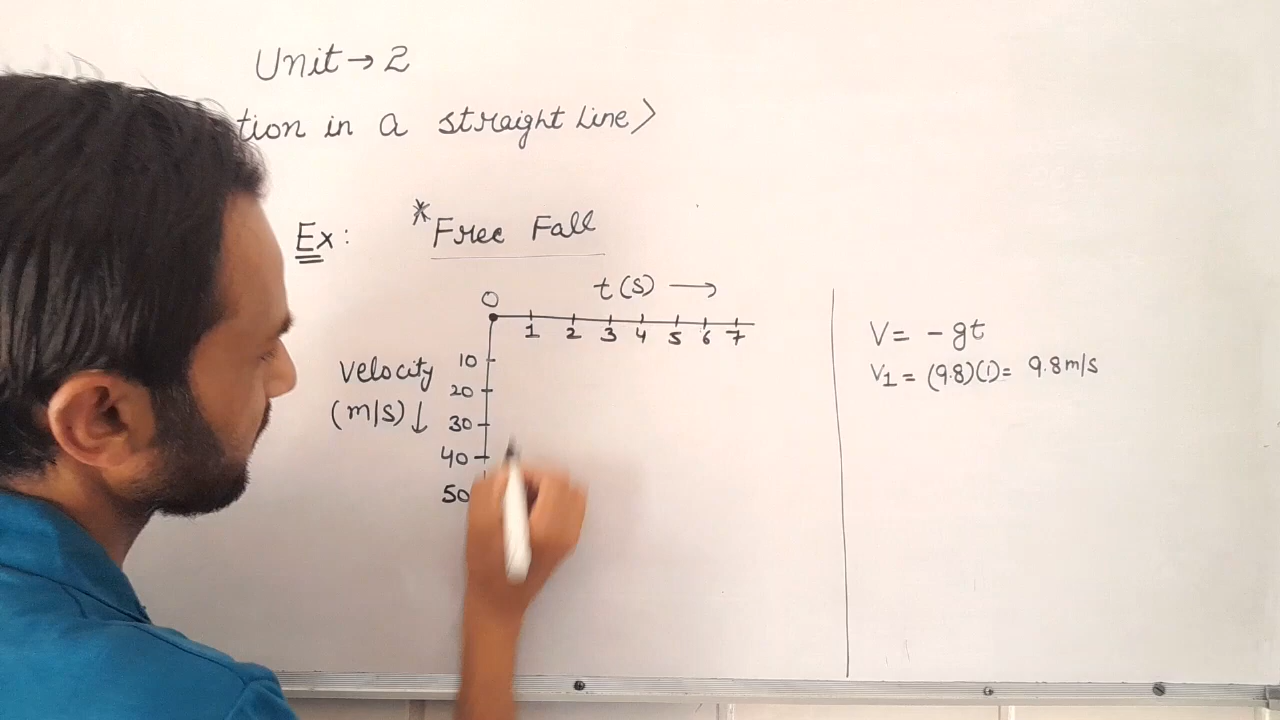 Unit → 2
tion in a straight Line>
Ex: * Free Fall
t(s) →
0
1 2 3 4 5 6 7
Velocity
(m/s) ↓
10
20
30
40
50
V = - gt
V1 = (9.8)(1) = 9.8 m/s